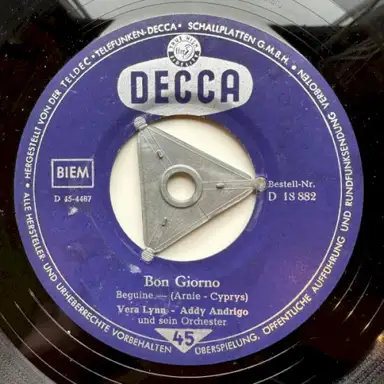 HERGESTELLT VON DER TELDEC • »TELEFUNKEN-DECCA« SCHALLPLATTEN G.M.B.H. •
ALLE HERSTELLER- UND URHEBERRECHTE VORBEHALTEN
ÜBERSPIELUNG, ÖFFENTLICHE AUFFÜHRUNG UND RUNDFUNKSENDUNG VERBOTEN
DECCA
BIEM
D 45-4487
Bestell-Nr.
D 18 882
Bon Giorno
Beguine — (Arnie - Cyprys)
Vera Lynn - Addy Andrigo
und sein Orchester
45